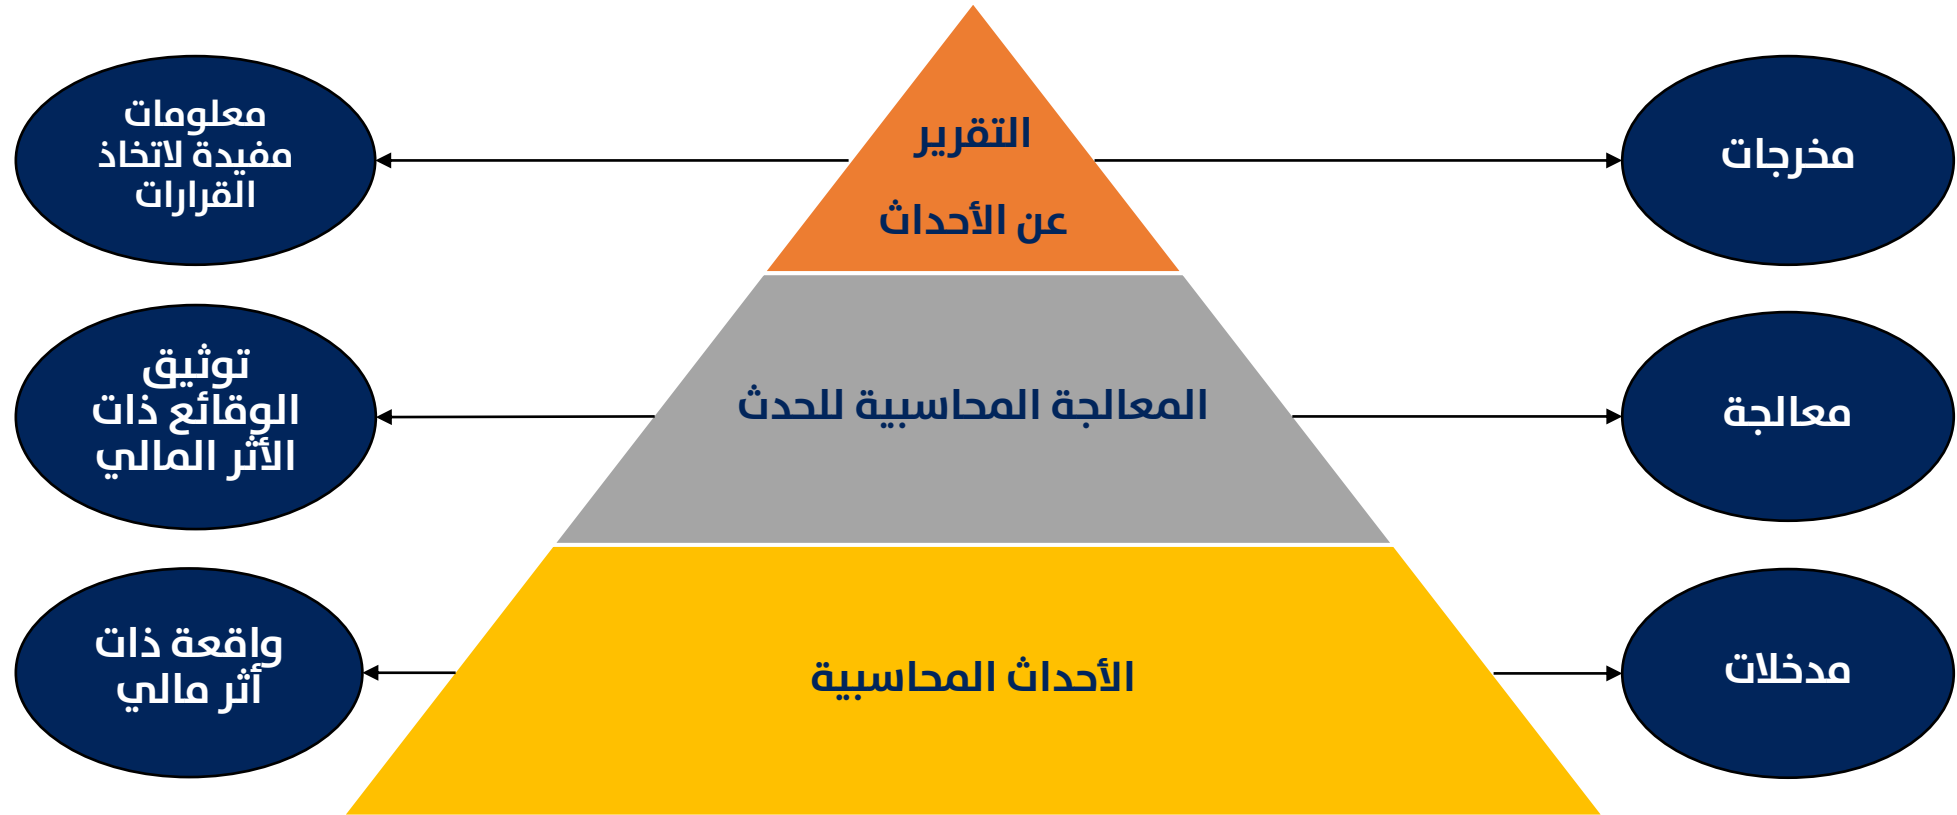 مخرجات
التقرير
عن الأحداث
معلومات
مفيدة لاتخاذ
القرارات
معالجة
المعالجة المحاسبية للحدث
توثيق
الوقائع ذات
الأثر المالي
مدخلات
الأحداث المحاسبية
واقعة ذات
أثر مالي